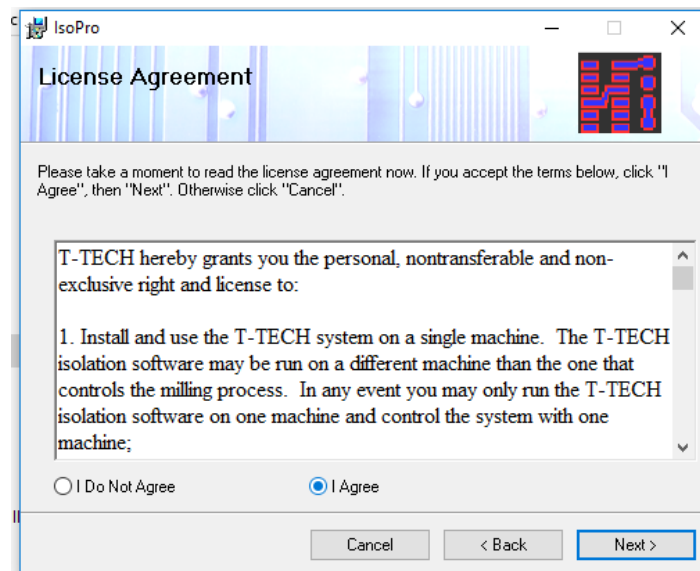 IsoPro
License Agreement
Please take a moment to read the license agreement now. If you accept the terms below, click "I
Agree", then "Next". Otherwise click "Cancel".
T-TECH hereby grants you the personal, nontransferable and non-
exclusive right and license to:
1. Install and use the T-TECH system on a single machine.  The T-TECH
isolation software may be run on a different machine than the one that
controls the milling process.  In any event you may only run the T-TECH
isolation software on one machine and control the system with one
machine;
I Do Not Agree
I Agree
Cancel
< Back
Next >